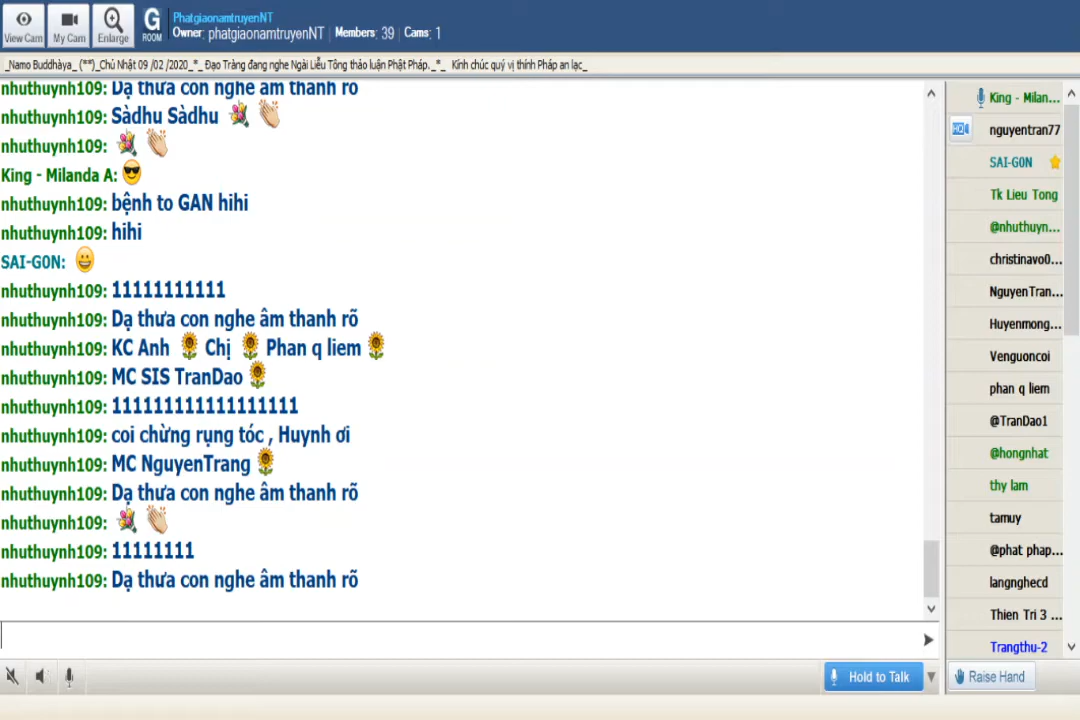 View Cam
My Cam
Enlarge
G
ROOM
PhatgiaonamtruyenNT
Owner: phatgiaonamtruyenNT Members: 39 Cams: 1
_Namo Buddhàya_ (**)_Chủ Nhật 09 /02 /2020_*_ Đạo Tràng đang nghe Ngài Liễu Tông thảo luận Phật Pháp._*_ Kính chúc quý vị thính Pháp an lạc_
nhuthuynh109: Dạ thưa con nghe âm thanh rõ
nhuthuynh109: Sàdhu Sàdhu
nhuthuynh109:
King - Milanda A:
nhuthuynh109: bệnh to GAN hihi
nhuthuynh109: hihi
SAI-G0N:
nhuthuynh109: 11111111111
nhuthuynh109: Dạ thưa con nghe âm thanh rõ
nhuthuynh109: KC Anh Chị Phan q liem
nhuthuynh109: MC SIS TranDao
nhuthuynh109: 111111111111111111
nhuthuynh109: coi chừng rụng tóc , Huynh ơi
nhuthuynh109: MC NguyenTrang
nhuthuynh109: Dạ thưa con nghe âm thanh rõ
nhuthuynh109:
nhuthuynh109: 11111111
nhuthuynh109: Dạ thưa con nghe âm thanh rõ
King - Milan...
HD
nguyentran77
SAI-G0N
Tk Lieu Tong
@nhuthuyn...
christinavo0...
NguyenTran...
Huyenmong...
Venguoncoi
phan q liem
@TranDao1
@hongnhat
thy lam
tamuy
@phat phap...
langnghecd
Thien Tri 3 ...
Trangthu-2
Hold to Talk
Raise Hand